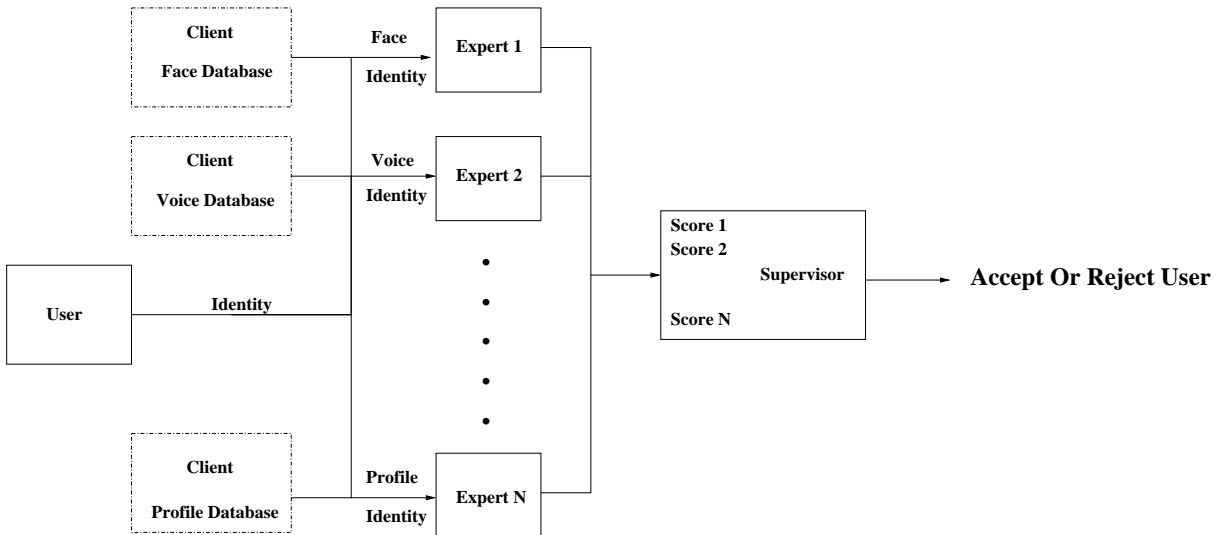 Client
Face Database
Face
Identity
Expert 1
Client
Voice Database
Voice
Identity
Expert 2
User
Identity
Score 1
Score 2
Supervisor
Score N
Accept Or Reject User
Client
Profile Database
Profile
Identity
Expert N